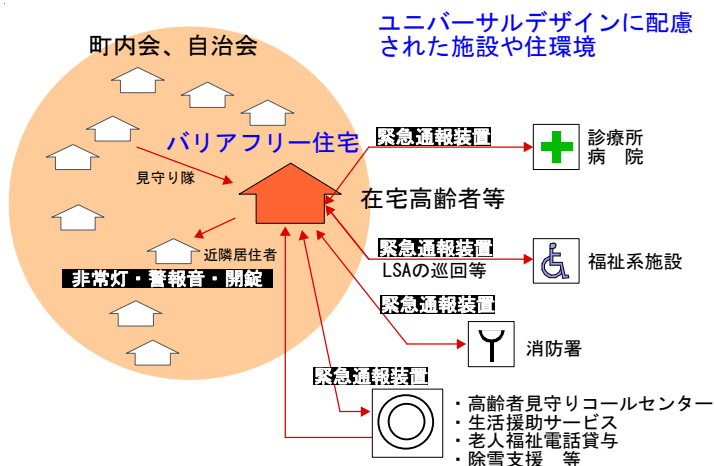 ユニバーサルデザインに配慮
された施設や住環境
町内会、自治会
バリアフリー住宅
見守り隊
在宅高齢者等
近隣居住者
非常灯・警報音・開錠
緊急通報装置
診療所
病　院
緊急通報装置
LSAの巡回等
福祉系施設
緊急通報装置
消防署
緊急通報装置
・高齢者見守りコールセンター
・生活援助サービス
・老人福祉電話貸与
・除雪支援　等